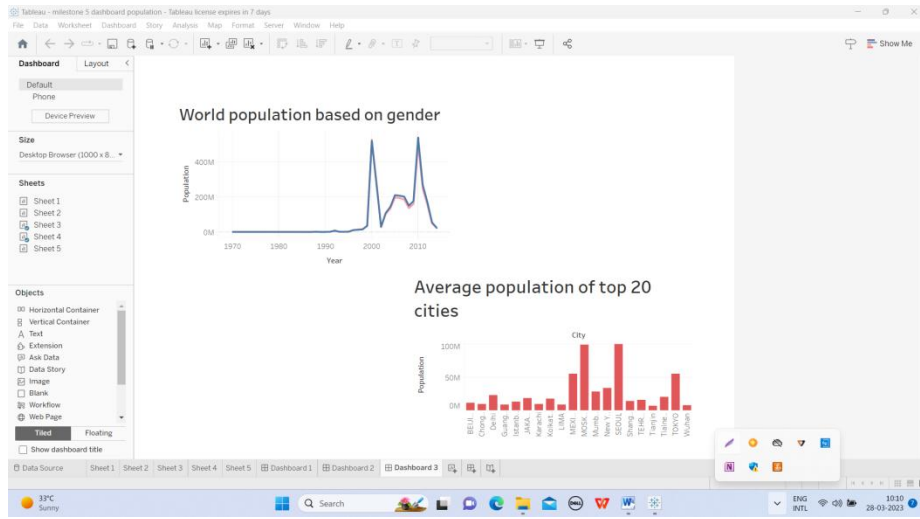 Tableau - milestone 5 dashboard population - Tableau license expires in 7 days
File Data Worksheet Dashboard Story Analysis Map Format Server Window Help
Show Me
Dashboard Layout
Default
Phone
Device Preview
Size
Desktop Browser (1000 x 8...
Sheets
Sheet 1
Sheet 2
Sheet 3
Sheet 4
Sheet 5
Objects
Horizontal Container
Vertical Container
A Text
Extension
Ask Data
Data Story
Image
Blank
Workflow
Web Page
Tiled Floating
Show dashboard title
World population based on gender
Population
400M
200M
0M
1970 1980 1990 2000 2010
Year
Average population of top 20
cities
City
Population
100M
50M
0M
BEIJI.. Chong. Delhi Guang. Istanb. JAKA. Karachi Kolkat. LIMA MEXI. MOSK. Mumb. New Y. SEOUL Shang. TEHR. Tianjin Tiane. TOKYO Wuhan
Data Source Sheet 1 Sheet 2 Sheet 3 Sheet 4 Sheet 5 Dashboard 1 Dashboard 2 Dashboard 3
33°C
Sunny
Search
ENG
INTL
10:10
28-03-2023